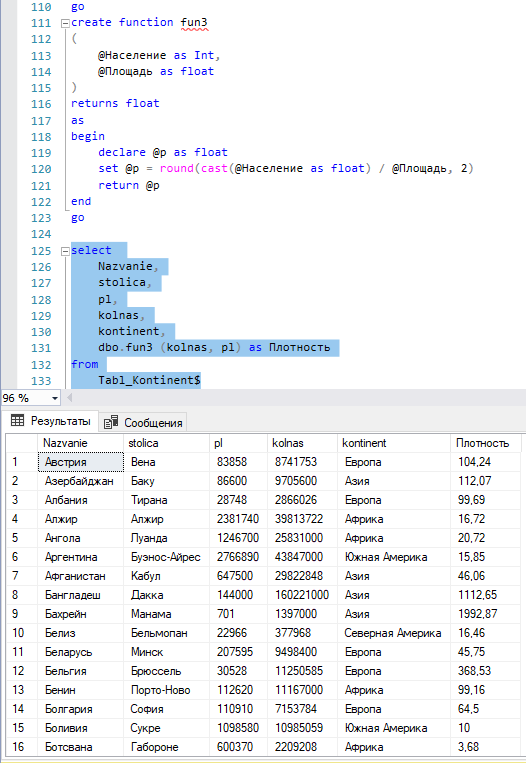 110 go
111 create function fun3
112 (
113 @Население as Int,
114 @Площадь as float
115 )
116 returns float
117 as
118 begin
119 declare @p as float
120 set @p = round(cast(@Население as float) / @Площадь, 2)
121 return @p
122 end
123 go
124
125 select
126 Nazvanie,
127 stolica,
128 pl,
129 kolnas,
130 kontinent,
131 dbo.fun3 (kolnas, pl) as Плотность
132 from
133 Tabl_Kontinent$
96 %
Результаты Сообщения
Nazvanie stolica pl kolnas kontinent Плотность
1 Австрия Вена 83858 8741753 Европа 104,24
2 Азербайджан Баку 86600 9705600 Азия 112,07
3 Албания Тирана 28748 2866026 Европа 99,69
4 Алжир Алжир 2381740 39813722 Африка 16,72
5 Ангола Луанда 1246700 25831000 Африка 20,72
6 Аргентина Буэнос-Айрес 2766890 43847000 Южная Америка 15,85
7 Афганистан Кабул 647500 29822848 Азия 46,06
8 Бангладеш Дакка 144000 160221000 Азия 1112,65
9 Бахрейн Манама 701 1397000 Азия 1992,87
10 Белиз Бельмопан 22966 377968 Северная Америка 16,46
11 Беларусь Минск 207595 9498400 Европа 45,75
12 Бельгия Брюссель 30528 11250585 Европа 368,53
13 Бенин Порто-Ново 112620 11167000 Африка 99,16
14 Болгария София 110910 7153784 Европа 64,5
15 Боливия Сукре 1098580 10985059 Южная Америка 10
16 Ботсвана Габороне 600370 2209208 Африка 3,68